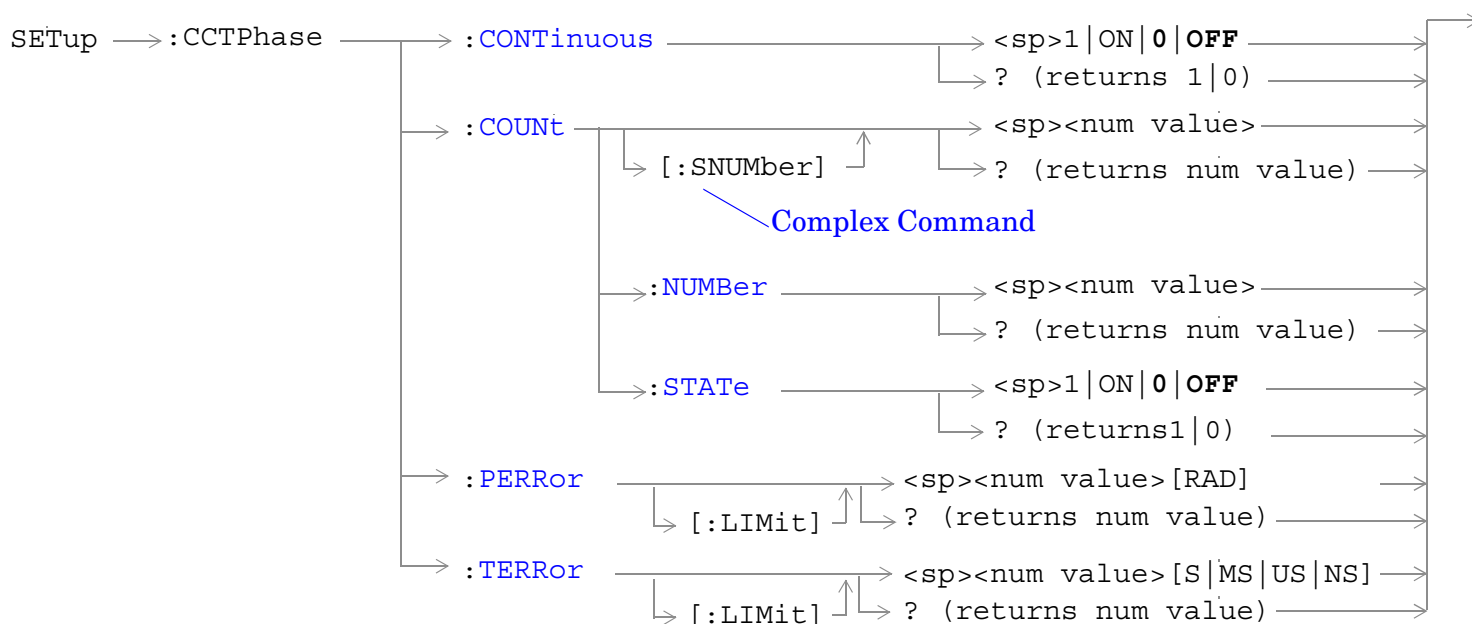 SETup :CCTPhase :CONTinuous <sp>1|ON|0|OFF
? (returns 1|0)
:COUNt <sp><num value>
[:SNUMber] ? (returns num value)
Complex Command
:NUMBer <sp><num value>
? (returns num value)
:STATe <sp>1|ON|0|OFF
? (returns1|0)
:PERRor <sp><num value>[RAD]
[:LIMit] ? (returns num value)
:TERRor <sp><num value>[S|MS|US|NS]
[:LIMit] ? (returns num value)